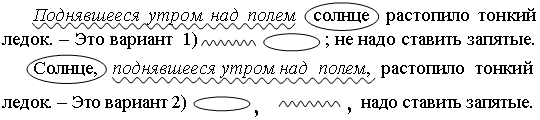 Поднявшееся утром над полем солнце растопило тонкий
ледок. – Это вариант 1) ; не надо ставить запятые.
Солнце, поднявшееся утром над полем, растопило тонкий
ледок. – Это вариант 2) , , надо ставить запятые.